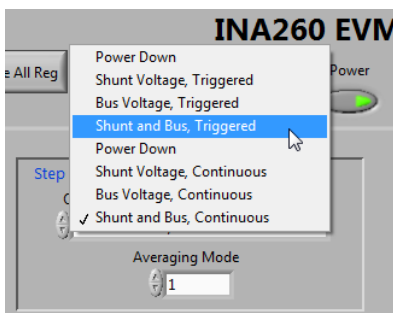 INA260 EVM
e All Reg
Power
Power Down
Shunt Voltage, Triggered
Bus Voltage, Triggered
Shunt and Bus, Triggered
Power Down
Shunt Voltage, Continuous
Bus Voltage, Continuous
✓ Shunt and Bus, Continuous
Step
Averaging Mode
1